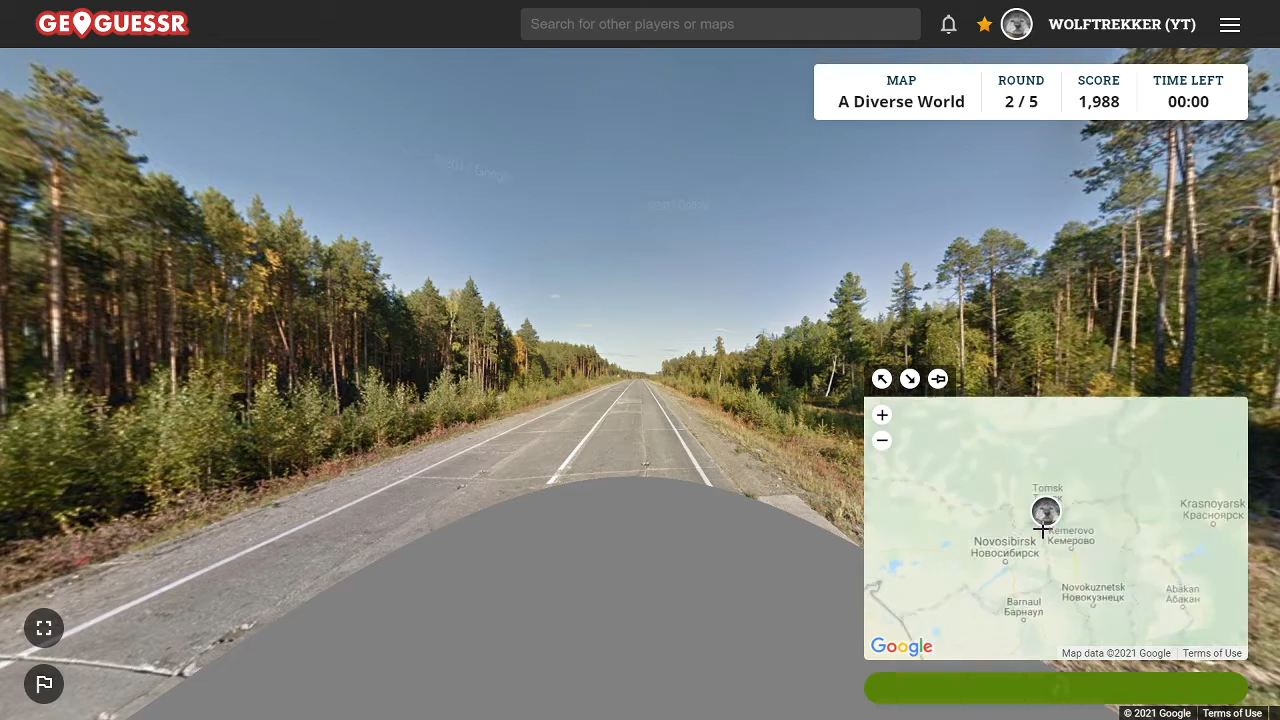 GEOGUESSR
Search for other players or maps
WOLFTREKKER (YT)
MAP
A Diverse World
ROUND
2 / 5
SCORE
1,988
TIME LEFT
00:00
Tomsk
Krasnoyarsk
Красноярск
Kemerovo
Кемерово
Novosibirsk
Новосибирск
Novokuznetsk
Новокузнецк
Abakan
Абакан
Barnaul
Барнаул
Google
Map data ©2021 Google
Terms of Use
© 2021 Google
Terms of Use